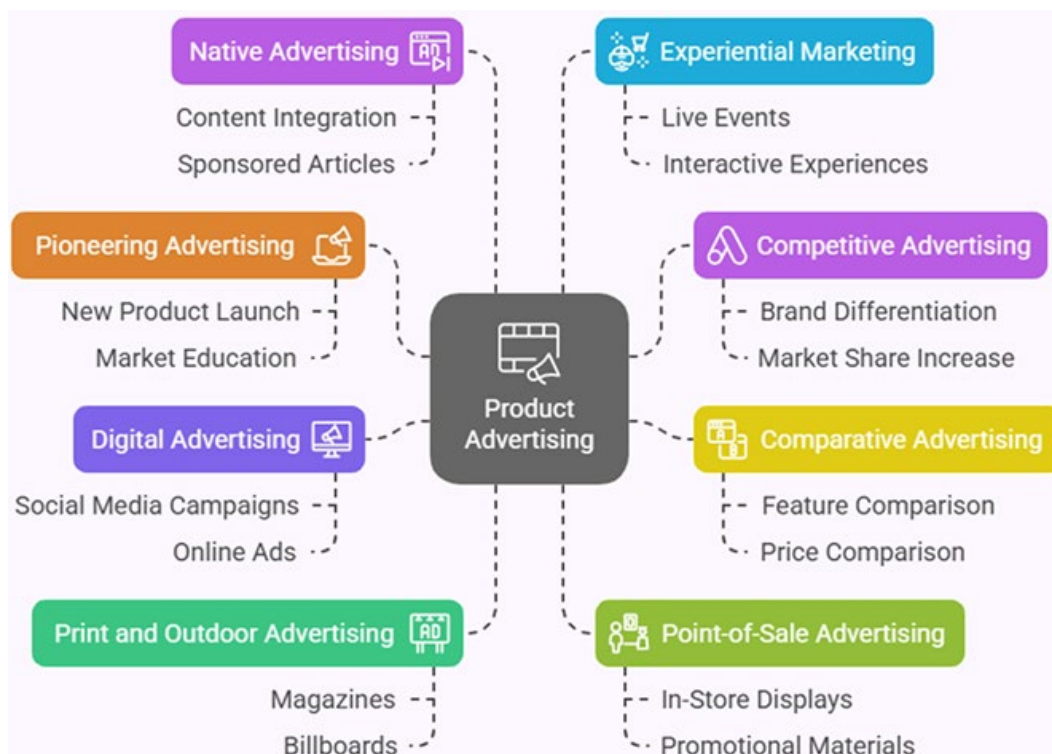 Native Advertising
Content Integration
Sponsored Articles
Pioneering Advertising
New Product Launch
Market Education
Digital Advertising
Social Media Campaigns
Online Ads
Print and Outdoor Advertising
AD
Magazines
Billboards
Product
Advertising
Experiential Marketing
Live Events
Interactive Experiences
Competitive Advertising
Brand Differentiation
Market Share Increase
Comparative Advertising
Feature Comparison
Price Comparison
Point-of-Sale Advertising
In-Store Displays
Promotional Materials